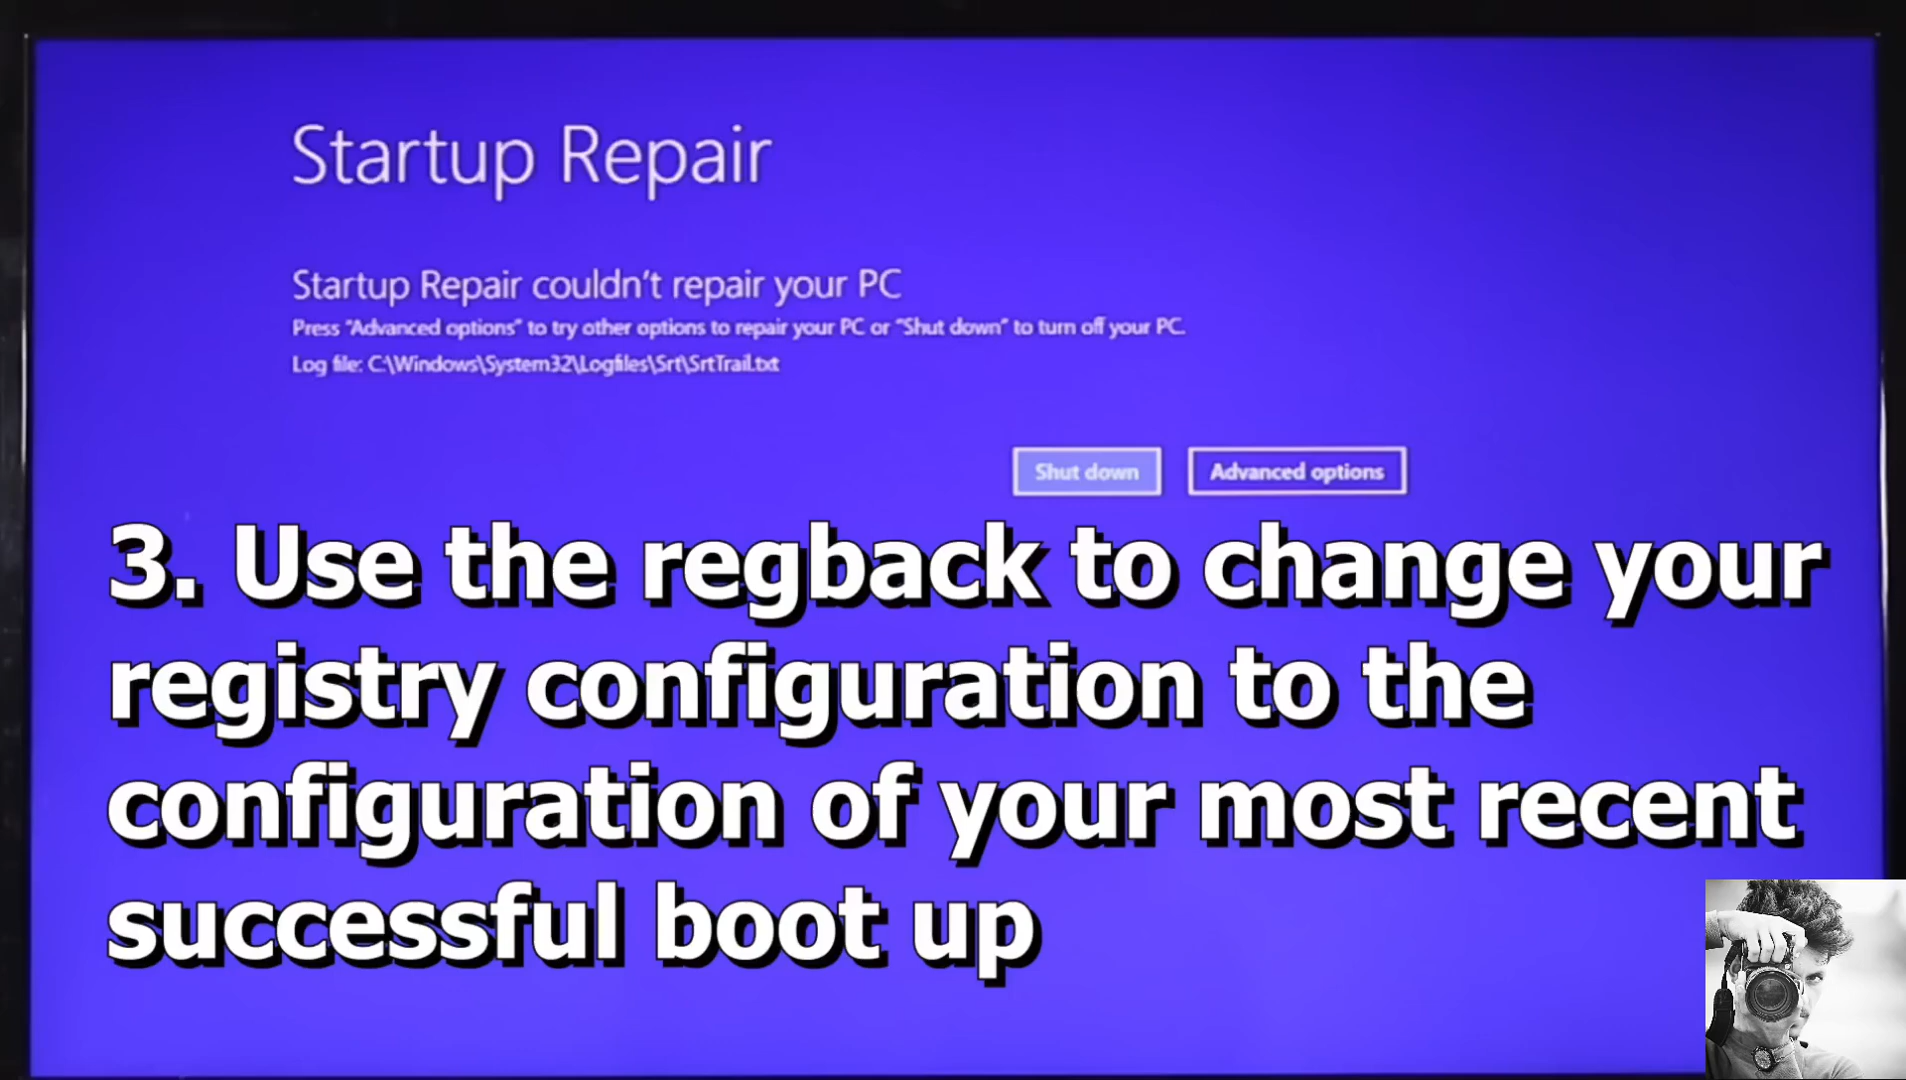 Startup Repair
Startup Repair couldn't repair your PC
Press "Advanced options" to try other options to repair your PC or "Shut down" to turn off your PC.
Log file: C:\Windows\System32\Logfiles\Srt\SrtTrail.txt
Shut down
Advanced options
3. Use the regback to change your
registry configuration to the
configuration of your most recent
successful boot up